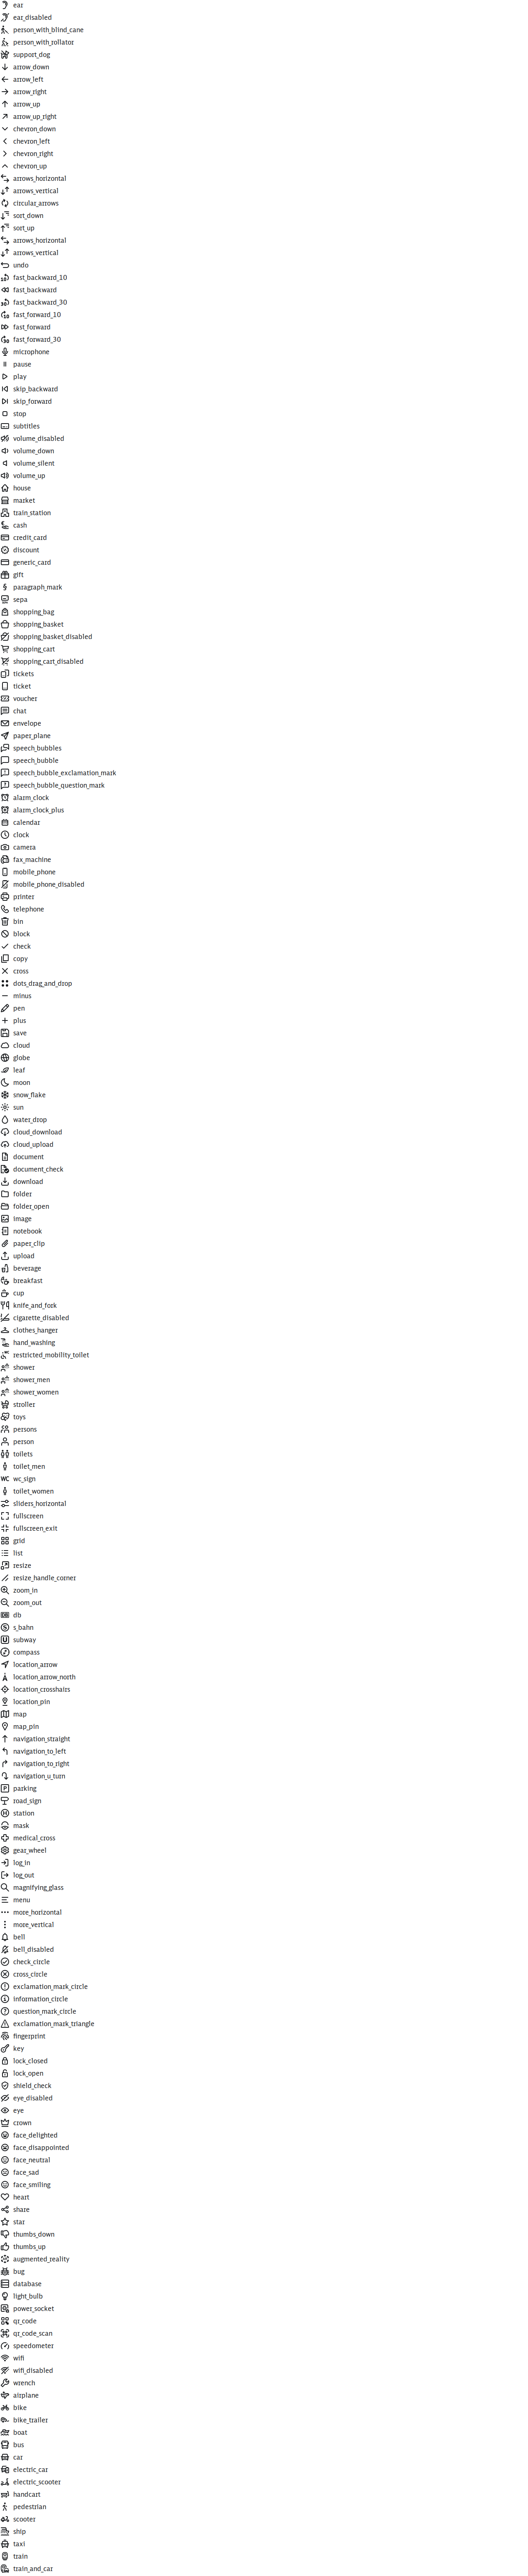 ear
ear_disabled
person_with_blind_cane
person_with_rollator
support_dog
arrow_down
arrow_left
arrow_right
arrow_up
arrow_up_right
chevron_down
chevron_left
chevron_right
chevron_up
arrows_horizontal
arrows_vertical
circular_arrows
sort_down
sort_up
arrows_horizontal
arrows_vertical
undo
fast_backward_10
fast_backward
fast_backward_30
fast_forward_10
fast_forward
fast_forward_30
microphone
pause
play
skip_backward
skip_forward
stop
subtitles
volume_disabled
volume_down
volume_silent
volume_up
house
market
train_station
cash
credit_card
discount
generic_card
gift
paragraph_mark
sepa
shopping_bag
shopping_basket
shopping_basket_disabled
shopping_cart
shopping_cart_disabled
tickets
ticket
voucher
chat
envelope
paper_plane
speech_bubbles
speech_bubble
speech_bubble_exclamation_mark
speech_bubble_question_mark
alarm_clock
alarm_clock_plus
calendar
clock
camera
fax_machine
mobile_phone
mobile_phone_disabled
printer
telephone
bin
block
check
copy
cross
dots_drag_and_drop
minus
pen
plus
save
cloud
globe
leaf
moon
snow_flake
sun
water_drop
cloud_download
cloud_upload
document
document_check
download
folder
folder_open
image
notebook
paper_clip
upload
beverage
breakfast
cup
knife_and_fork
cigarette_disabled
clothes_hanger
hand_washing
restricted_mobility_toilet
shower
shower_men
shower_women
stroller
toys
persons
person
toilets
toilet_men
WC wc_sign
toilet_women
sliders_horizontal
fullscreen
fullscreen_exit
grid
list
resize
resize_handle_corner
zoom_in
zoom_out
DB db
S s_bahn
U subway
compass
location_arrow
location_arrow_north
location_crosshairs
location_pin
map
map_pin
navigation_straight
navigation_to_left
navigation_to_right
navigation_u_turn
P parking
road_sign
H station
mask
medical_cross
gear_wheel
log_in
log_out
magnifying_glass
menu
more_horizontal
more_vertical
bell
bell_disabled
check_circle
cross_circle
exclamation_mark_circle
information_circle
question_mark_circle
exclamation_mark_triangle
fingerprint
key
lock_closed
lock_open
shield_check
eye_disabled
eye
crown
face_delighted
face_disappointed
face_neutral
face_sad
face_smiling
heart
share
star
thumbs_down
thumbs_up
augmented_reality
bug
database
light_bulb
power_socket
qr_code
qr_code_scan
speedometer
wifi
wifi_disabled
wrench
airplane
bike
bike_trailer
boat
bus
car
electric_car
electric_scooter
handcart
pedestrian
scooter
ship
taxi
train
train_and_car